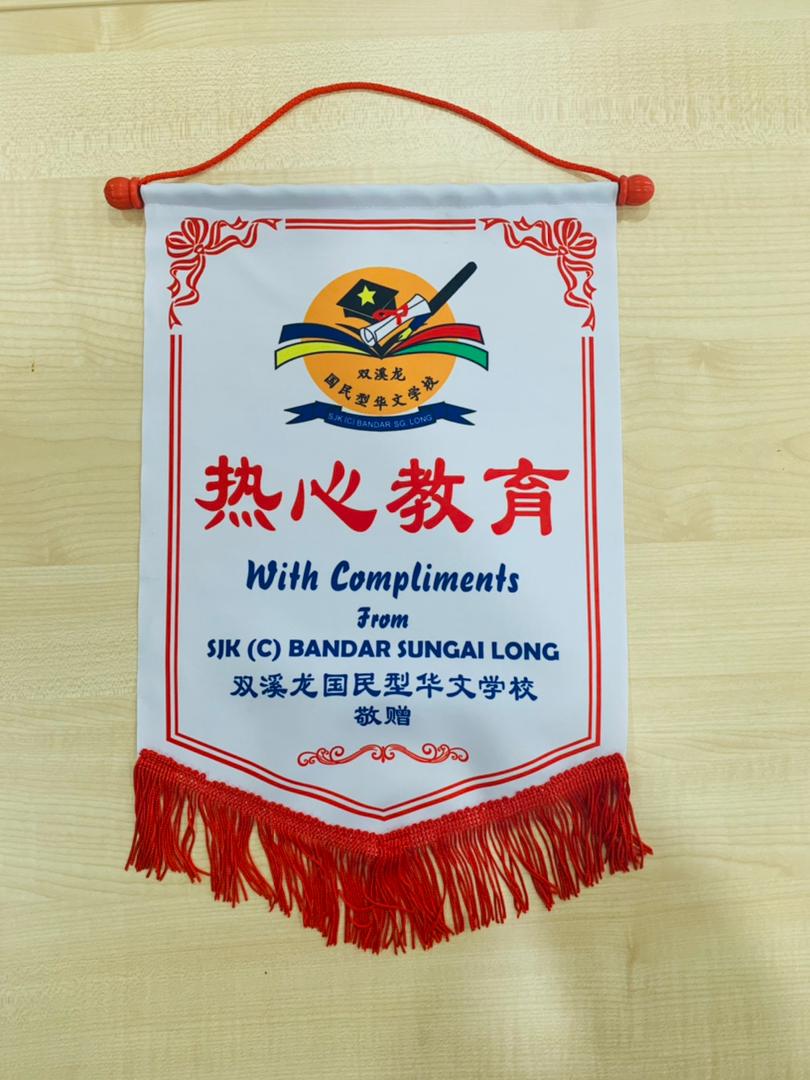 双溪龙
国民型华文学校
SJK (C) BANDAR SG. LONG
热心教育
With Compliments
From
SJK (C) BANDAR SUNGAI LONG
双溪龙国民型华文学校
敬赠